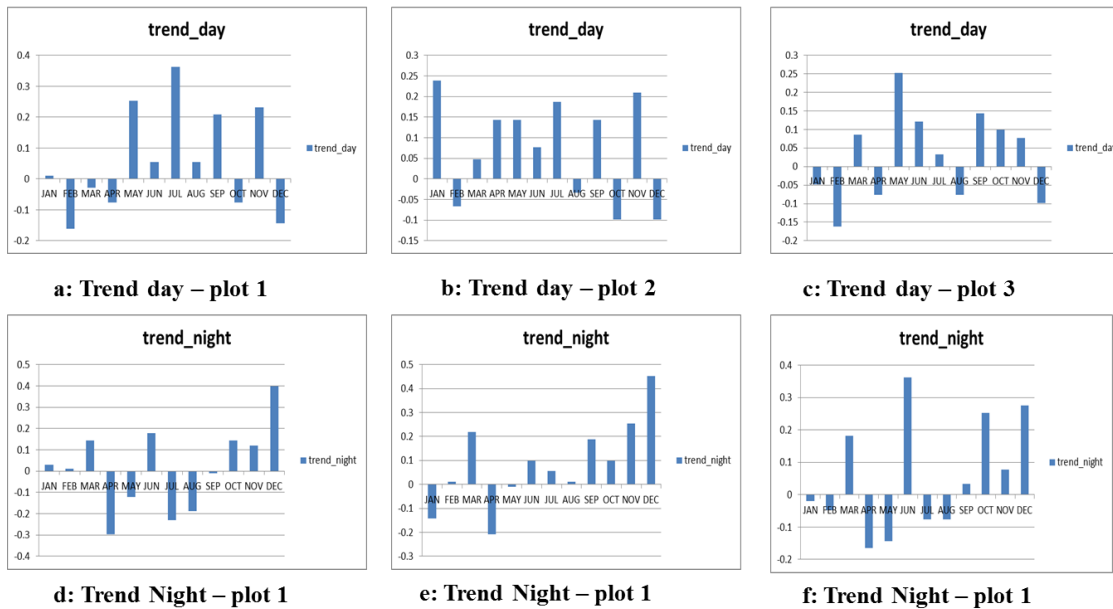 trend_day
0.4
0.3
0.2
0.1
0
-0.1
-0.2
JAN FEB MAR APR MAY JUN JUL AUG SEP OCT NOV DEC
trend_day
a: Trend day – plot 1
trend_day
0.3
0.25
0.2
0.15
0.1
0.05
0
-0.05
-0.1
-0.15
JAN FEB MAR APR MAY JUN JUL AUG SEP OCT NOV DEC
trend_day
b: Trend day – plot 2
trend_day
0.3
0.25
0.2
0.15
0.1
0.05
0
-0.05
-0.1
-0.15
-0.2
JAN FEB MAR APR MAY JUN JUL AUG SEP OCT NOV DEC
trend_da
c: Trend day – plot 3
trend_night
0.5
0.4
0.3
0.2
0.1
0
-0.1
-0.2
-0.3
-0.4
JAN FEB MAR APR MAY JUN JUL AUG SEP OCT NOV DEC
trend_night
d: Trend Night – plot 1
trend_night
0.5
0.4
0.3
0.2
0.1
0
-0.1
-0.2
-0.3
JAN FEB MAR APR MAY JUN JUL AUG SEP OCT NOV DEC
trend_night
e: Trend Night – plot 1
trend_night
0.4
0.3
0.2
0.1
0
-0.1
-0.2
JAN FEB MAR APR MAY JUN JUL AUG SEP OCT NOV DEC
trend_night
f: Trend Night – plot 1